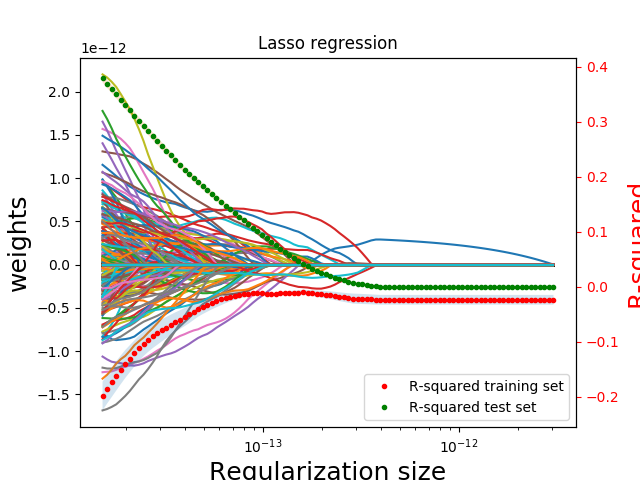 Lasso regression
1e−12
2.0
1.5
1.0
0.5
0.0
−0.5
−1.0
−1.5
weights
0.4
0.3
0.2
0.1
0.0
−0.1
−0.2
R-squared
R-squared training set
R-squared test set
10⁻¹³
10⁻¹²
Regularization size